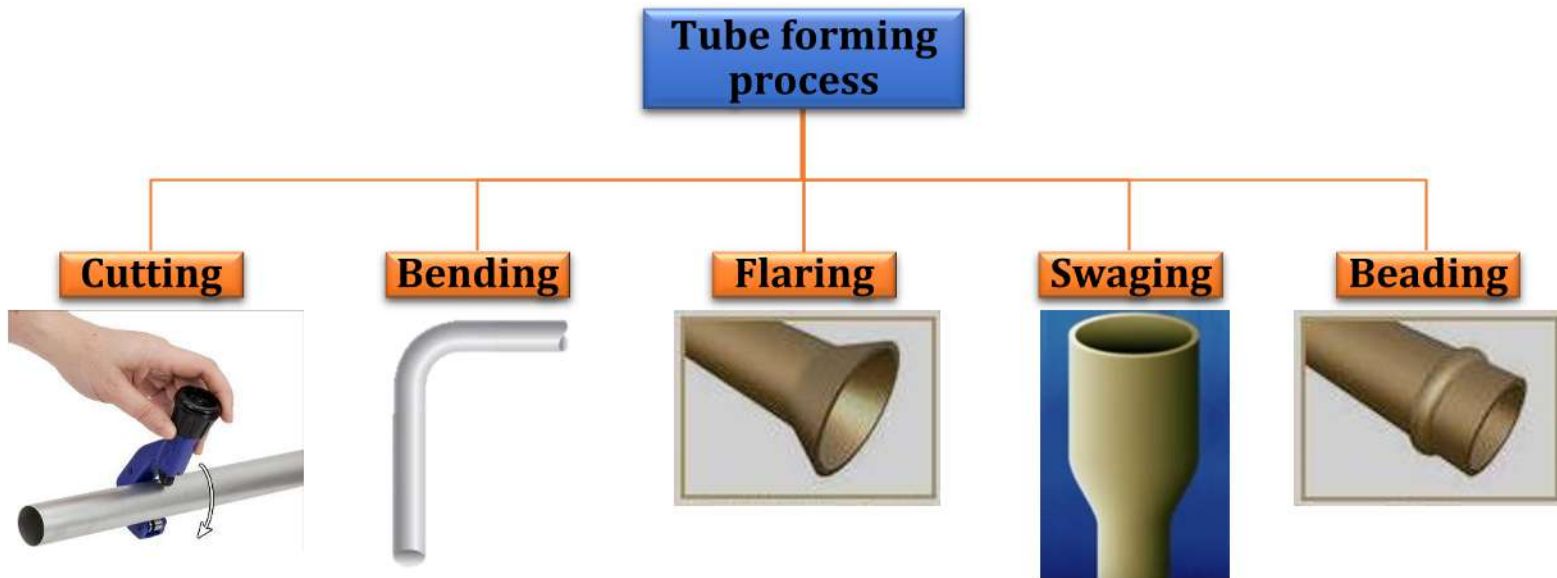 Tube forming
process
Cutting
Bending
Flaring
Swaging
Beading